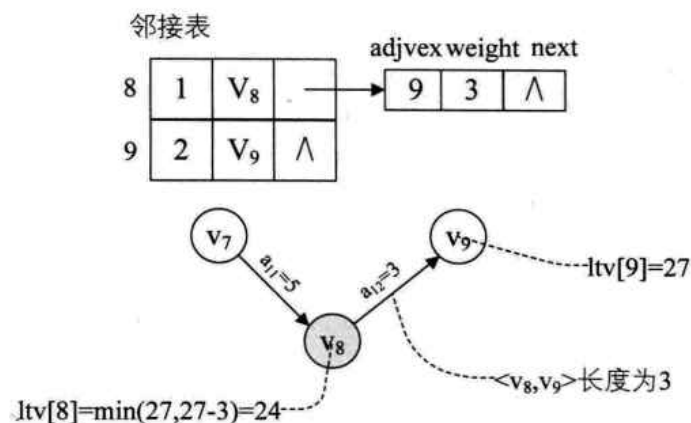 邻接表
adjvex weight next
8 1 V₈ 9 3 ∧
9 2 V₉ ∧
v₇ v₉
a₁₁=5 a₁₂=3
ltv[9]=27
v₈
<v₈,v₉>长度为3
ltv[8]=min(27,27-3)=24